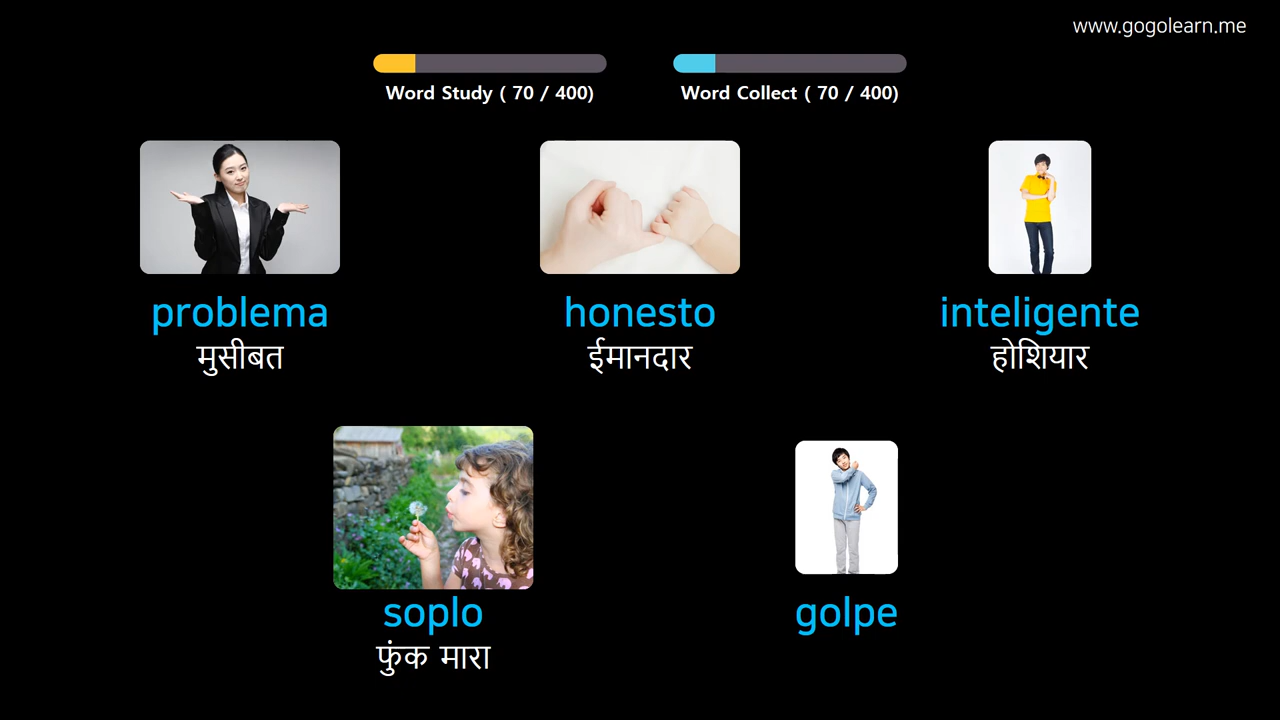 www.gogolearn.me
Word Study ( 70 / 400)
Word Collect ( 70 / 400)
problema
मुसीबत
honesto
ईमानदार
inteligente
होशियार
soplo
फुंक मारा
golpe